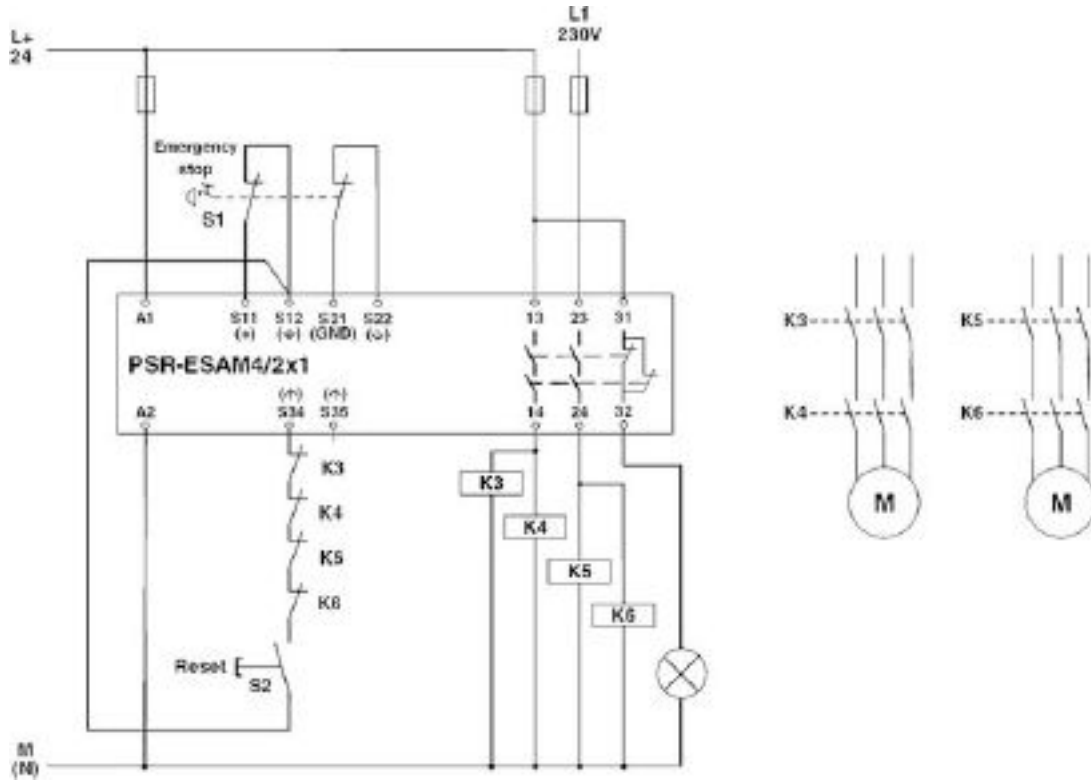 L+
24
L1
230V
Emergency
stop
S1
A1
S11
S12
S21
S22
13
23
31
(GND)
PSR-ESAM4/2x1
A2
S34
S35
14
24
32
K3
K4
K5
K6
Reset
S2
K3
K4
K5
K6
M
(N)
K3
K4
M
K5
K6
M